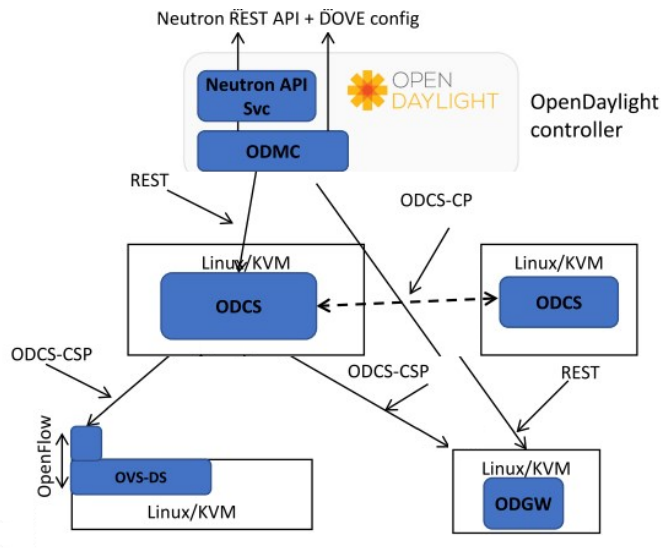 Neutron REST API + DOVE config
Neutron API
Svc
OPEN
DAYLIGHT
OpenDaylight
controller
ODMC
REST
ODCS-CP
Linux/KVM
ODCS
Linux/KVM
ODCS
ODCS-CSP
ODCS-CSP
REST
OpenFlow
OVS-DS
Linux/KVM
Linux/KVM
ODGW